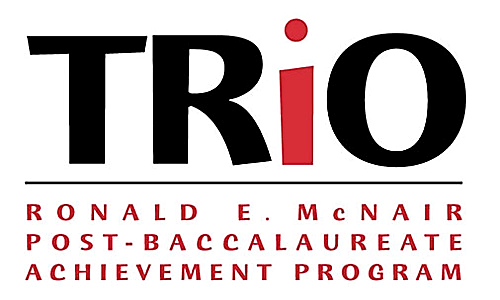 TRiO
RONALD E. McNAIR
POST-BACCALAUREATE
ACHIEVEMENT PROGRAM